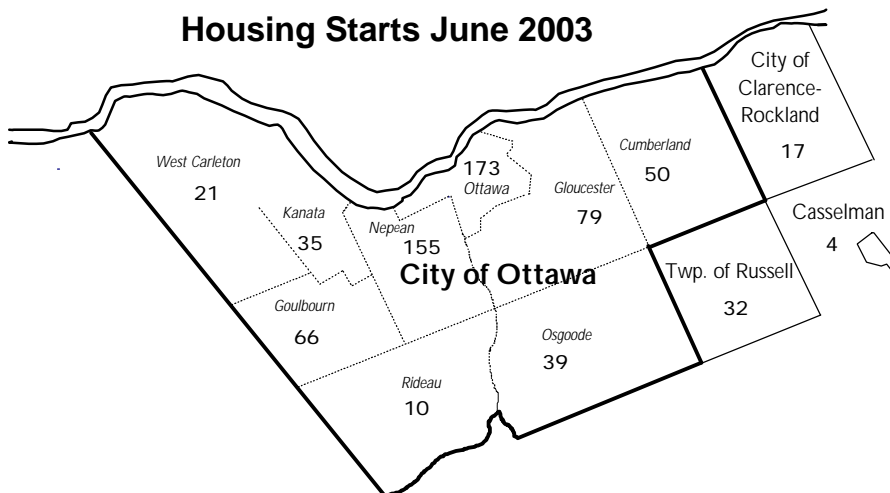 Housing Starts June 2003
City of
Clarence-
Rockland
17
West Carleton
21
Kanata
35
Nepean
155
173
Ottawa
Gloucester
79
Cumberland
50
Casselman
4
City of Ottawa
Twp. of Russell
32
Goulbourn
66
Osgoode
39
Rideau
10